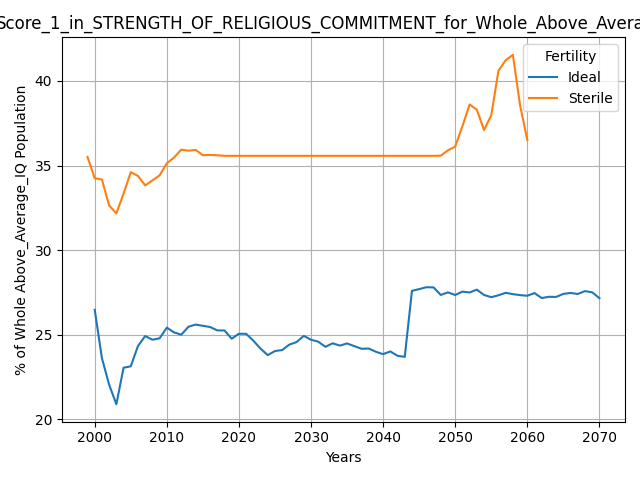 Score_1_in_STRENGTH_OF_RELIGIOUS_COMMITMENT_for_Whole_Above_Avera
% of Whole Above_Average_IQ Population
40
35
30
25
20
Fertility
Ideal
Sterile
2000 2010 2020 2030 2040 2050 2060 2070
Years